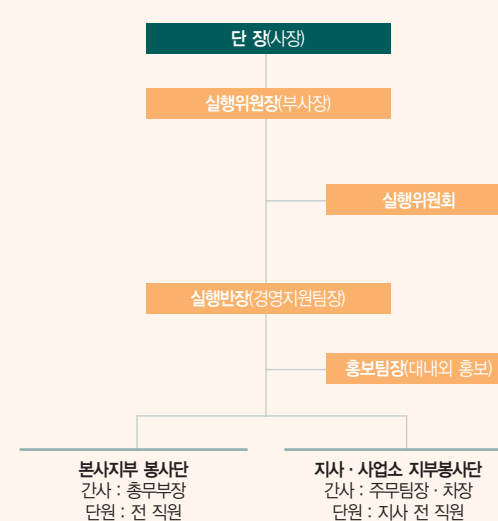 단 장(사장)
실행위원장(부사장)
실행위원회
실행반장(경영지원팀장)
홍보팀장(대내외 홍보)
본사지부 봉사단
간사 : 총무부장
단원 : 전 직원
지사 · 사업소 지부봉사단
간사 : 주무팀장 · 차장
단원 : 지사 전 직원